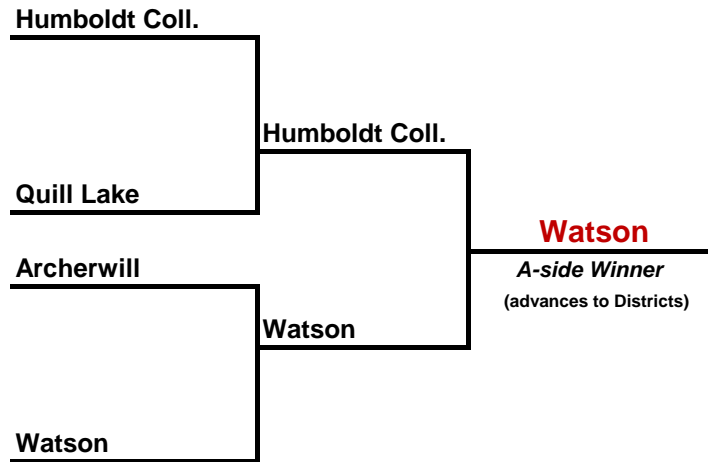 Humboldt Coll.
Humboldt Coll.
Quill Lake
Watson
Archerwill
A-side Winner
(advances to Districts)
Watson
Watson